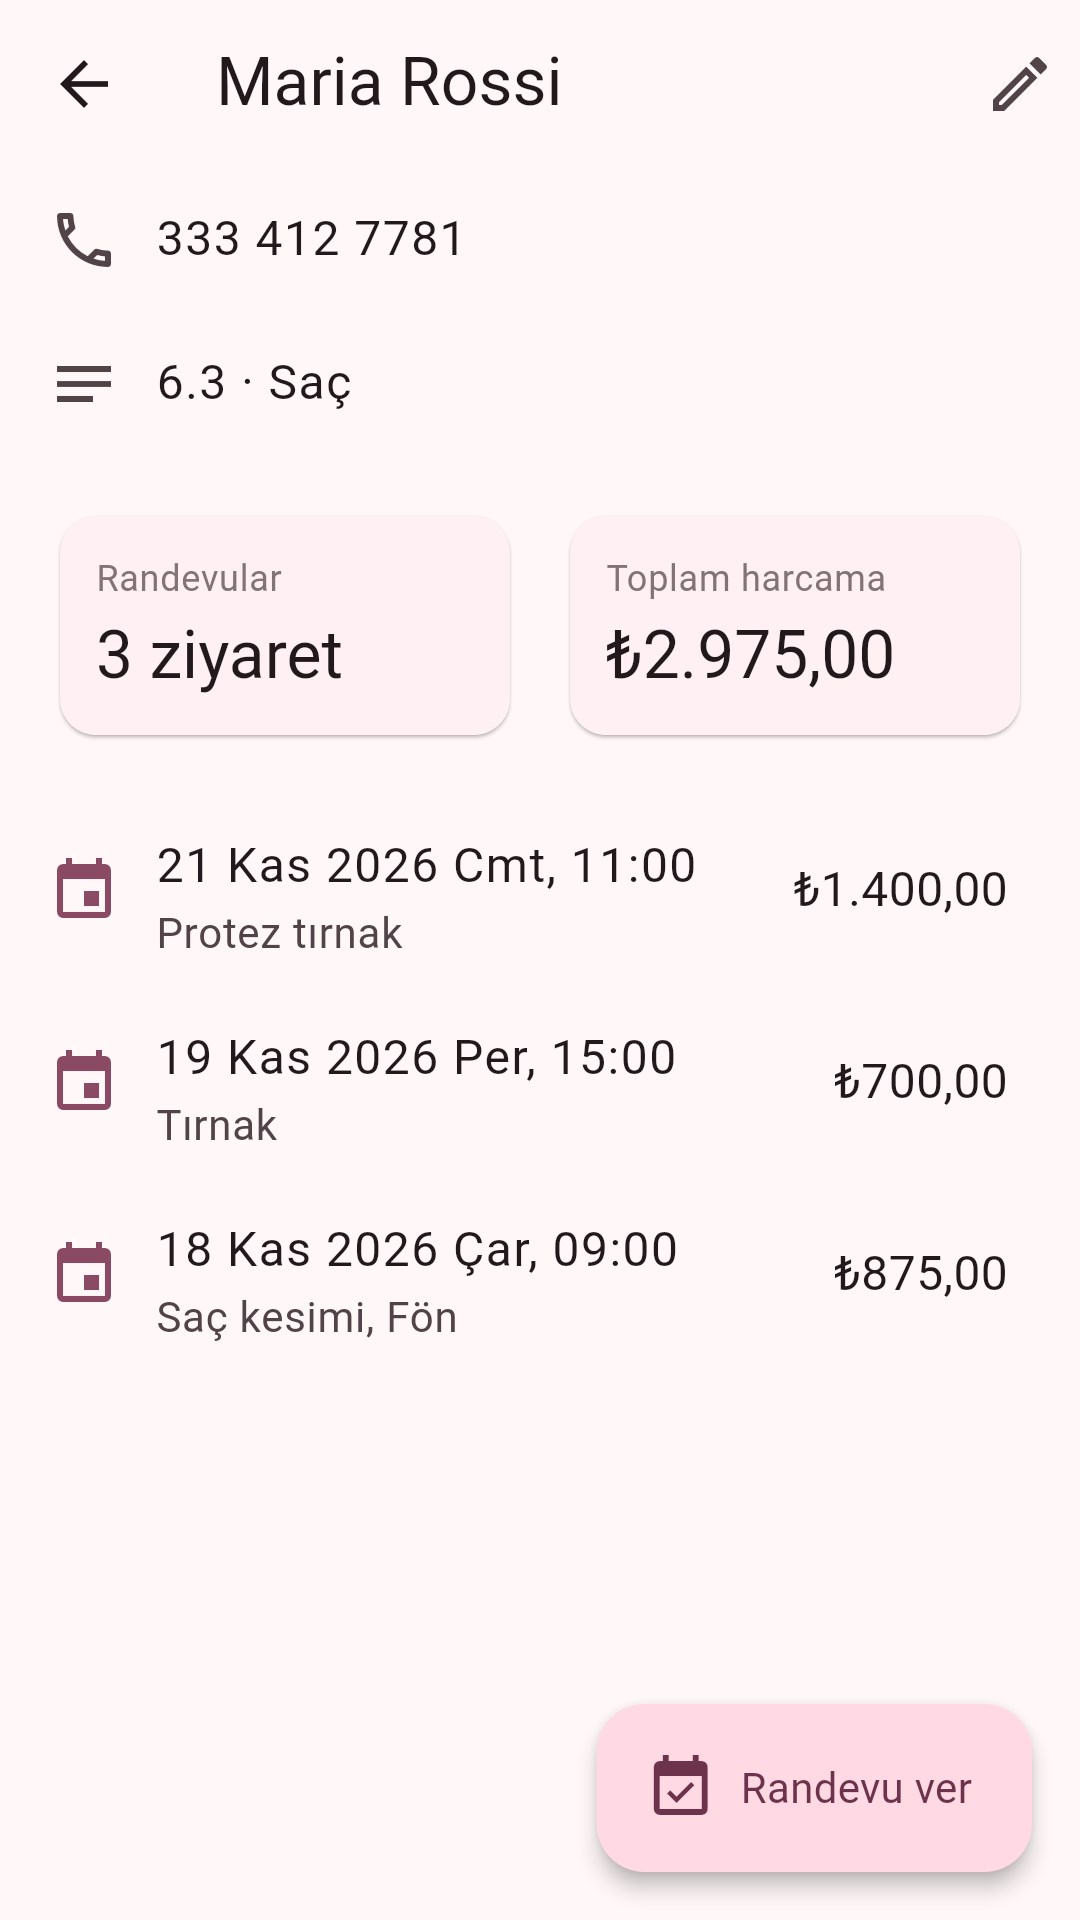 Maria Rossi
333 412 7781
6.3 · Saç
Randevular
3 ziyaret
Toplam harcama
₺2.975,00
21 Kas 2026 Cmt, 11:00
₺1.400,00
Protez tırnak
19 Kas 2026 Per, 15:00
₺700,00
Tırnak
18 Kas 2026 Çar, 09:00
₺875,00
Saç kesimi, Fön
Randevu ver